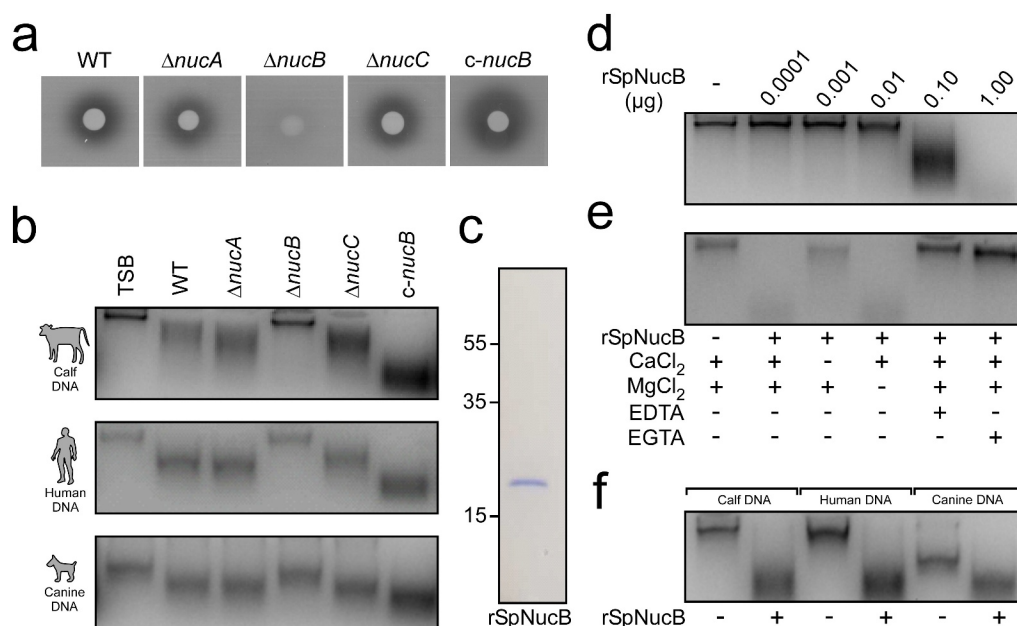 a
WT ΔnucA ΔnucB ΔnucC c-nucB
b
TSB WT ΔnucA ΔnucB ΔnucC c-nucB
Calf
DNA
Human
DNA
Canine
DNA
c
55
35
15
rSpNucB
d
rSpNucB
(µg)
- 0.0001 0.001 0.01 0.10 1.00
e
rSpNucB - + + + + +
CaCl2 + + - + + +
MgCl2 + + + - + +
EDTA - - - - + -
EGTA - - - - - +
f
Calf DNA Human DNA Canine DNA
rSpNucB - + - + - +